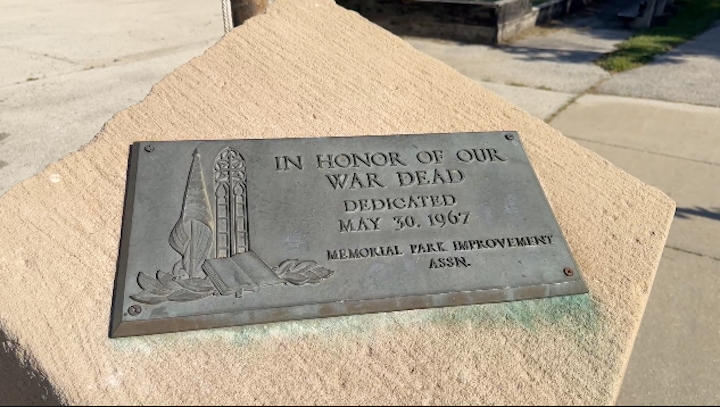 IN HONOR OF OUR
WAR DEAD
DEDICATED
MAY 30, 1967
MEMORIAL PARK IMPROVEMENT
ASSN.